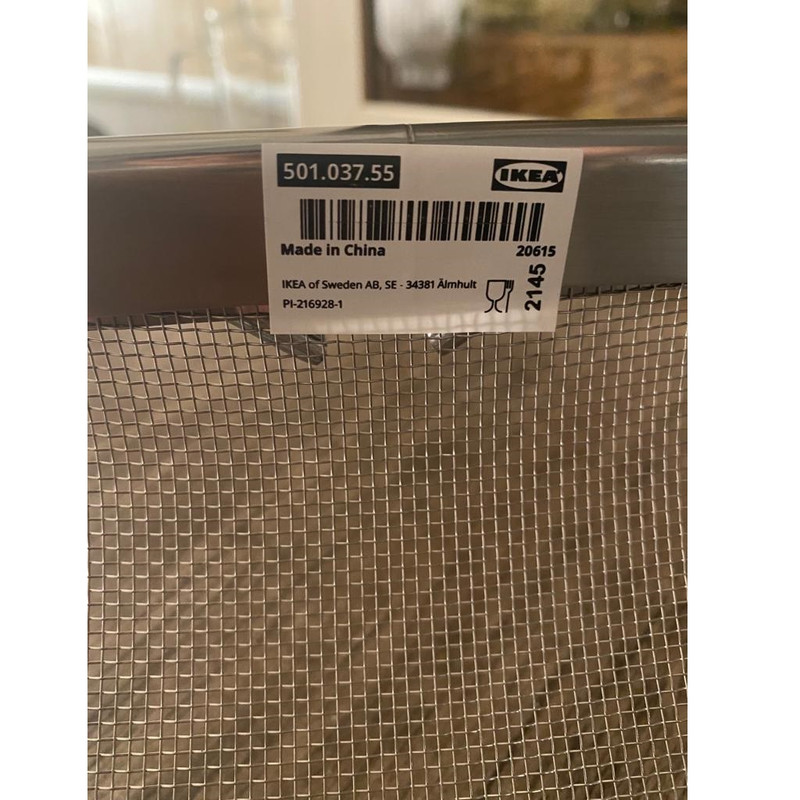 501.037.55
IKEA
Made in China
20615
2145
IKEA of Sweden AB, SE - 34381 Älmhult
PI-216928-1